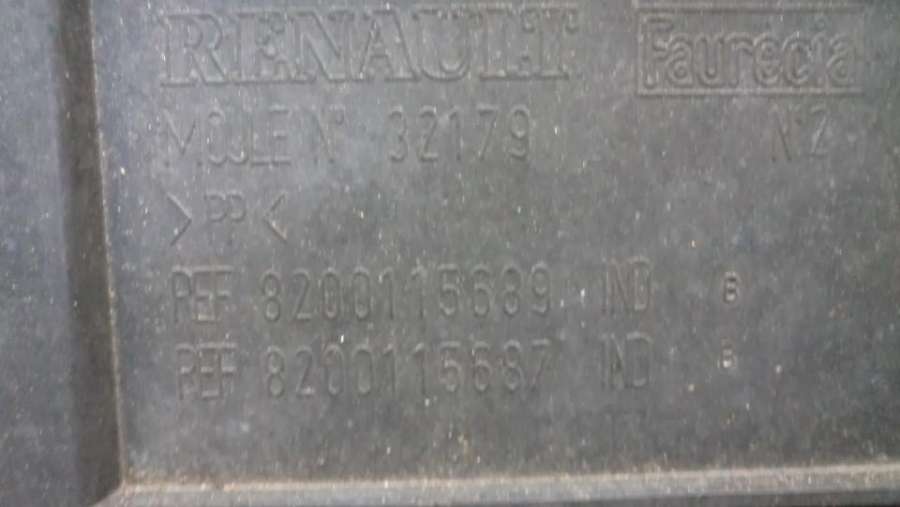 RENAULT Faurecia
MOULE N° 32179 N°2
>PP<
REF 8200115689 IND B
REF 8200115687 IND B